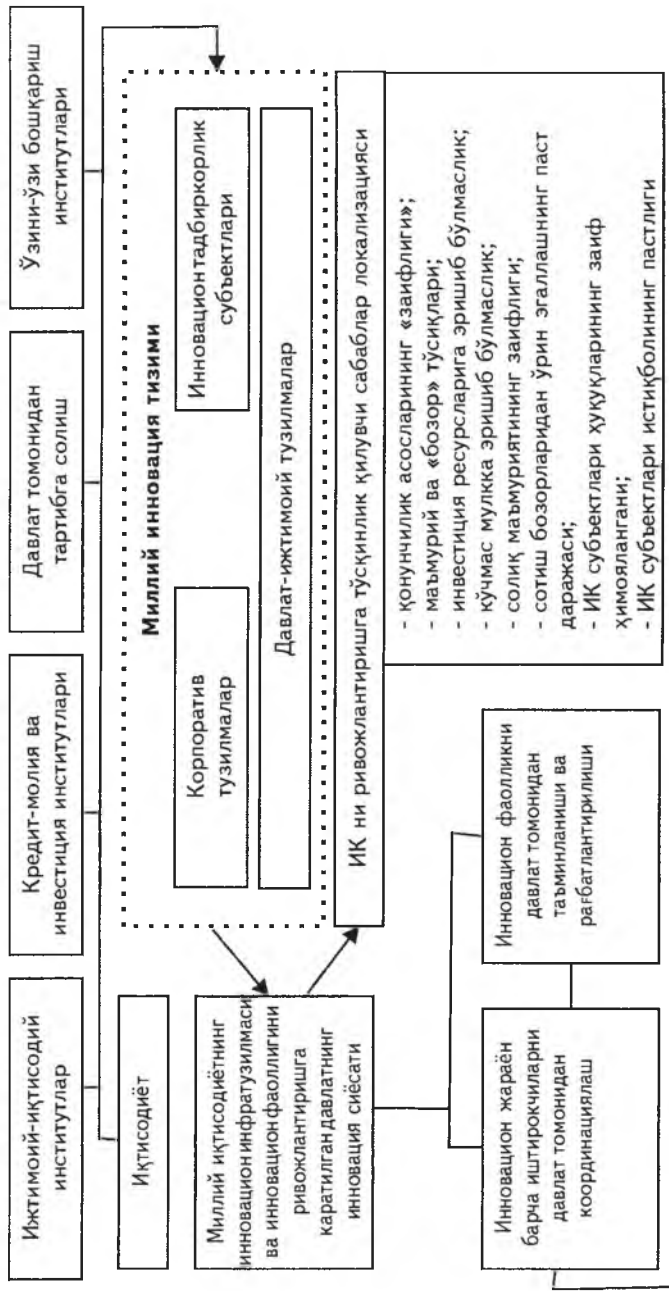 Ижтимоий-иқтисодий
институтлар
Кредит-молия ва
инвестиция институтлари
Давлат томонидан
тартибга солиш
Ўзини-ўзи бошқариш
институтлари
Иқтисодиёт
Миллий инновация тизими
Корпоратив
тузилмалар
Инновацион тадбиркорлик
субъектлари
Давлат-ижтимоий тузилмалар
Миллий иқтисодиётнинг
инновацион инфратузилмаси
ва инновацион фаоллигини
ривожлантиришга
каратилган давлатнинг
инновация сиёсати
ИК ни ривожлантиришга тўсқинлик қилувчи сабаблар локализацияси
- қонунчилик асосларининг «заифлиги»;
- маъмурий ва «бозор» тўсиқлари;
- инвестиция ресурсларига эришиб бўлмаслик;
- кўчмас мулкка эришиб бўлмаслик;
- солиқ маъмуриятининг заифлиги;
- сотиш бозорларидан ўрин эгаллашнинг паст
даражаси;
- ИК субъектлари ҳуқуқларининг заиф
ҳимоялангани;
- ИК субъектлари истиқболининг пастлиги
Инновацион жараён
барча иштирокчиларни
давлат томонидан
координациялаш
Инновацион фаолликни
давлат томонидан
таъминланиши ва
рағбатлантирилиши